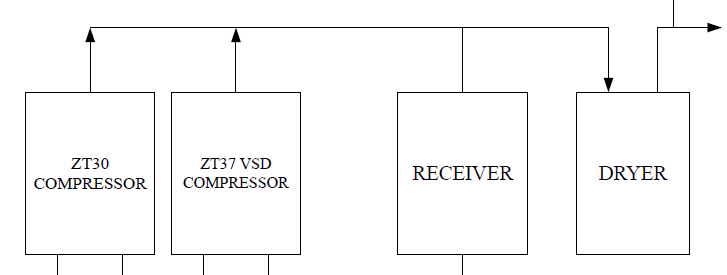 ZT30
COMPRESSOR
ZT37 VSD
COMPRESSOR
RECEIVER
DRYER